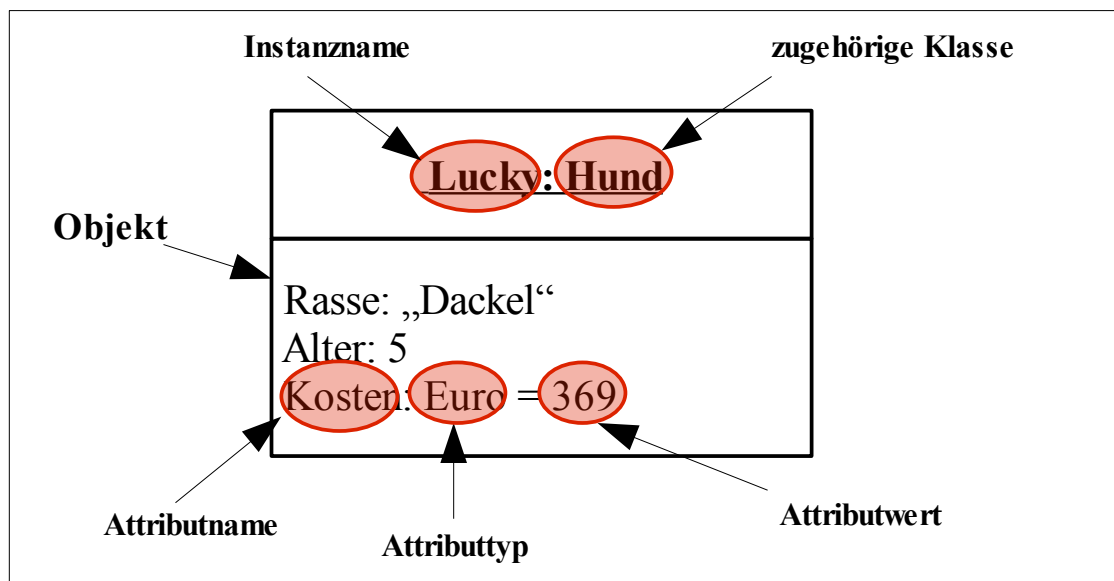 Instanzname
zugehörige Klasse
Lucky: Hund
Objekt
Rasse: „Dackel“
Alter: 5
Kosten: Euro = 369
Attributname
Attributtyp
Attributwert